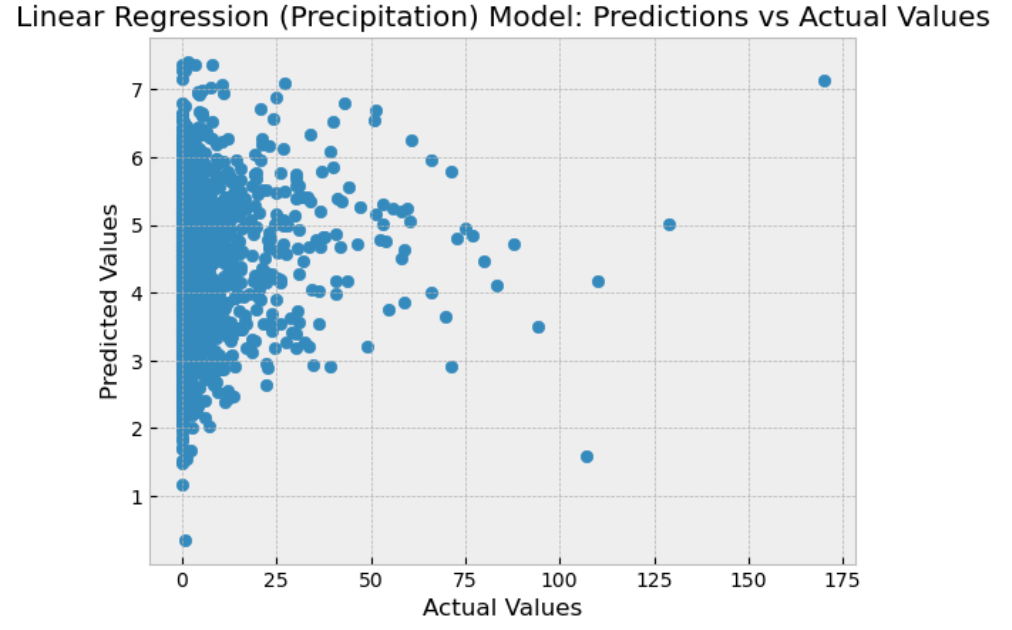 Linear Regression (Precipitation) Model: Predictions vs Actual Values
7
6
5
4
3
2
1
Predicted Values
0 25 50 75 100 125 150 175
Actual Values